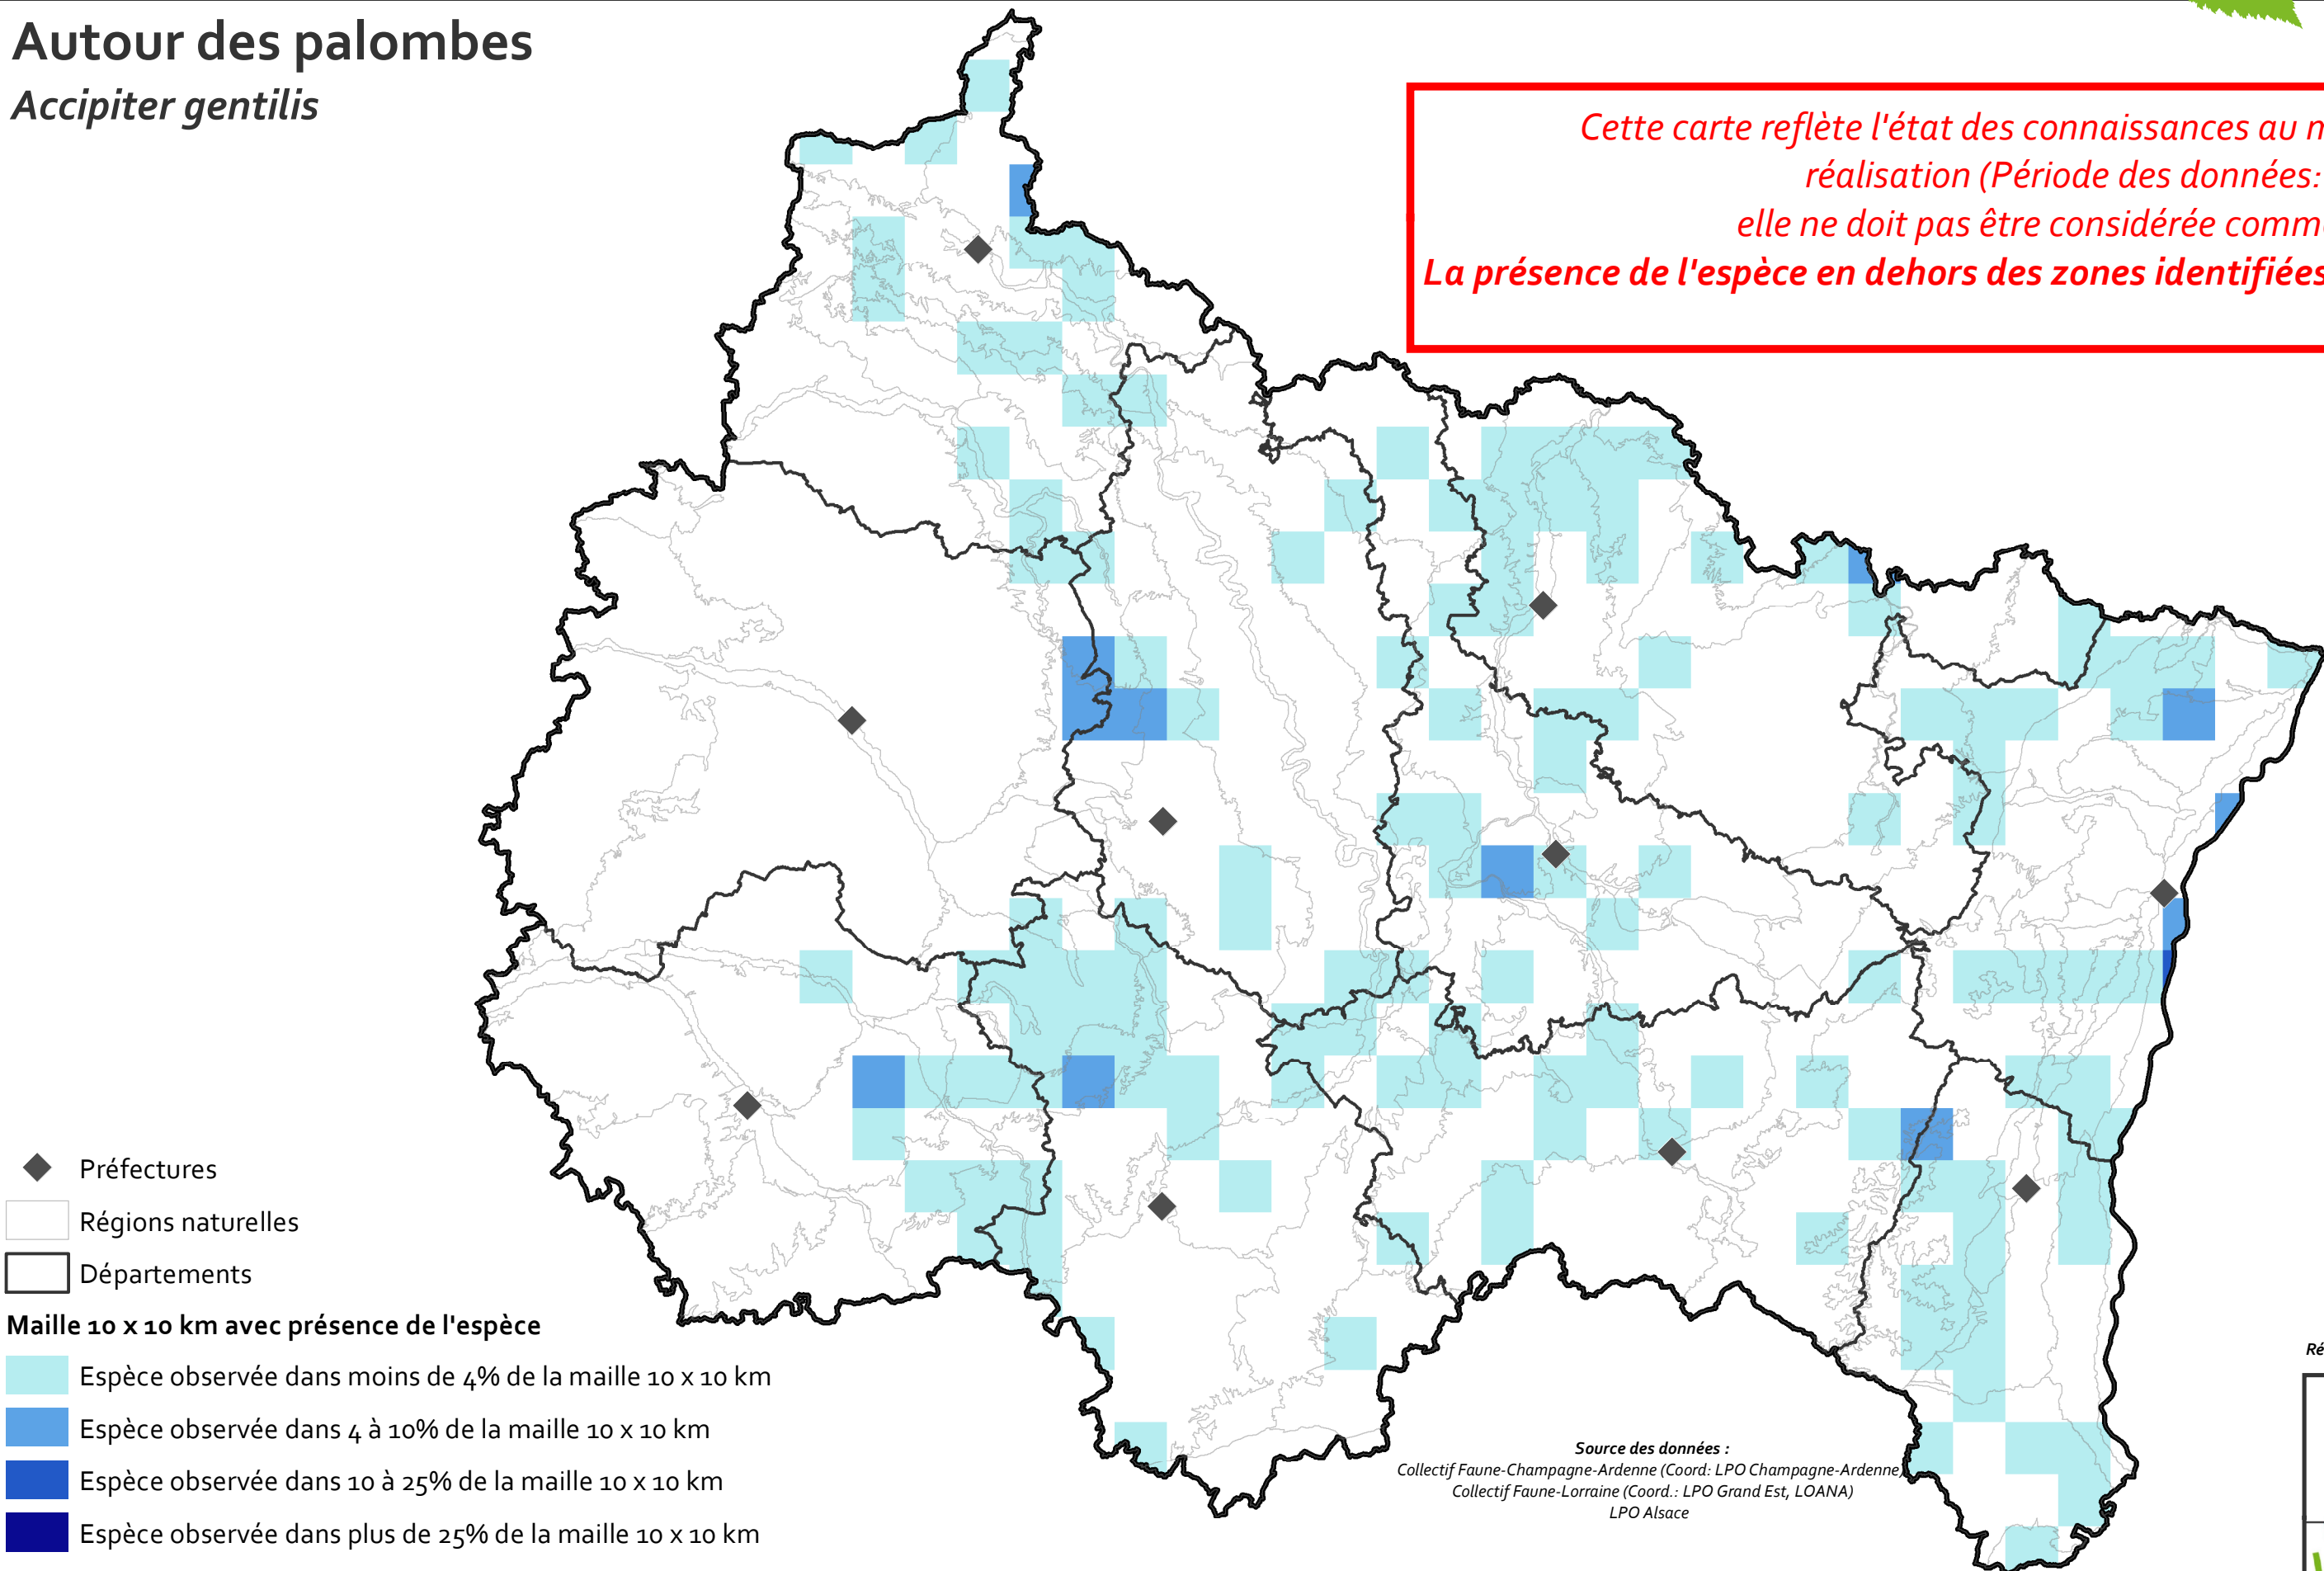 Autour des palombes
Accipiter gentilis
Cette carte reflète l'état des connaissances au
réalisation (Période des données:
elle ne doit pas être considérée comm
La présence de l'espèce en dehors des zones identifiées
Préfectures
Régions naturelles
Départements
Maille 10 x 10 km avec présence de l'espèce
Espèce observée dans moins de 4% de la maille 10 x 10 km
Espèce observée dans 4 à 10% de la maille 10 x 10 km
Espèce observée dans 10 à 25% de la maille 10 x 10 km
Espèce observée dans plus de 25% de la maille 10 x 10 km
Source des données :
Collectif Faune-Champagne-Ardenne (Coord: LPO Champagne-Ardenne)
Collectif Faune-Lorraine (Coord.: LPO Grand Est, LOANA)
LPO Alsace
Ré